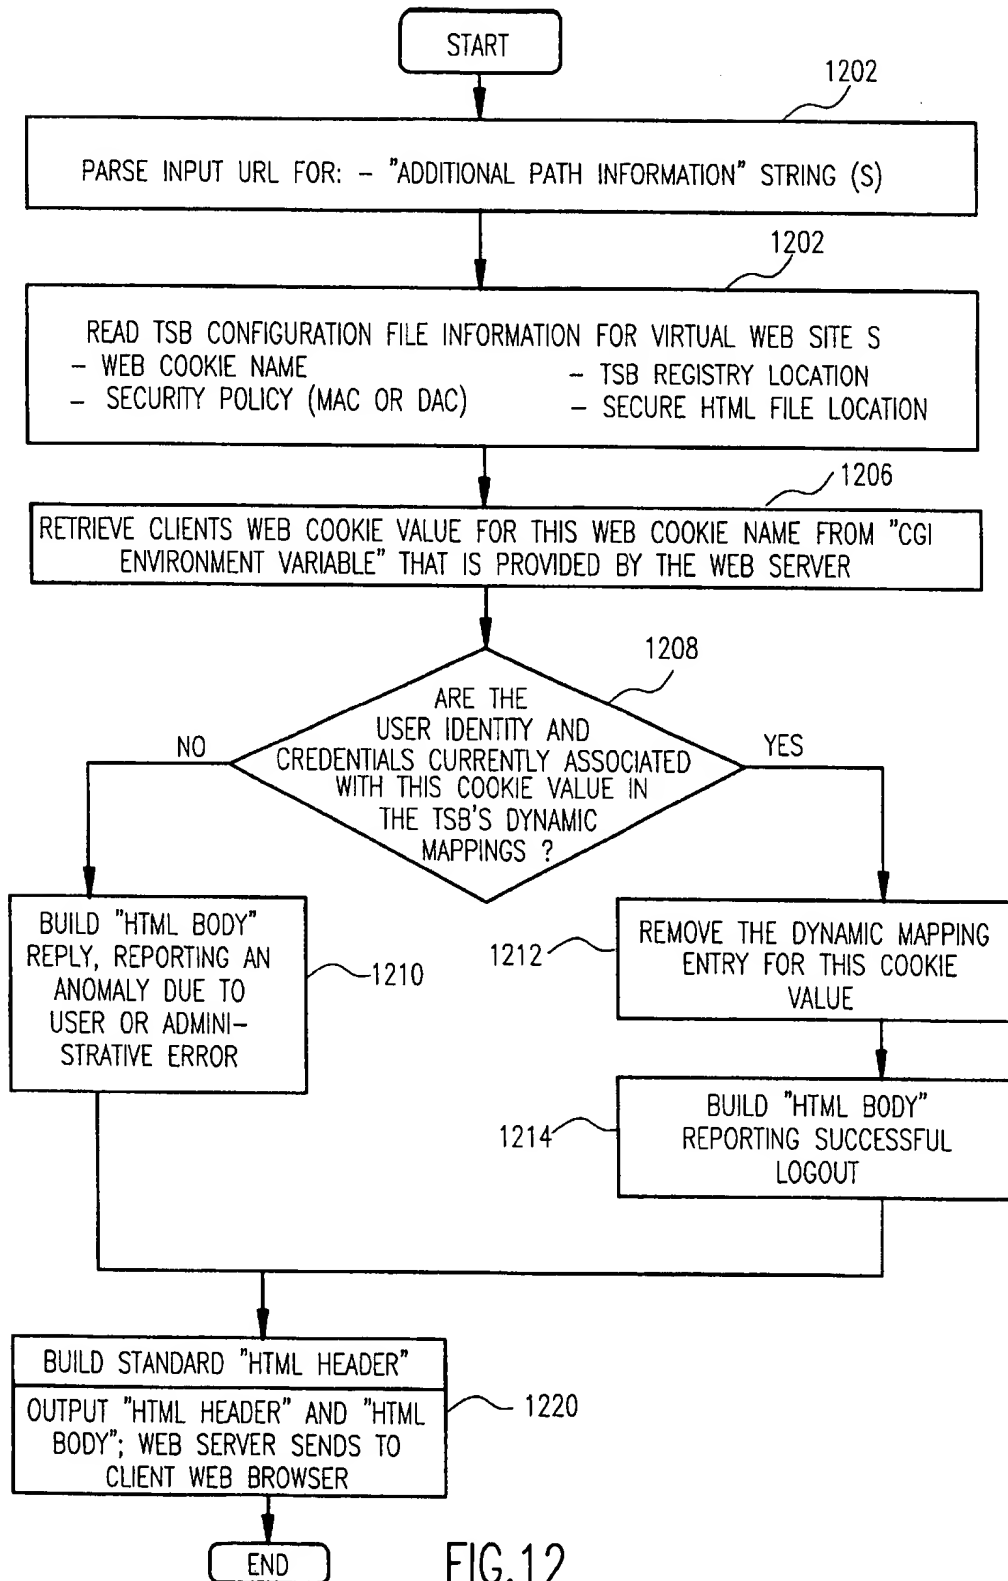 START
1202
PARSE INPUT URL FOR: - "ADDITIONAL PATH INFORMATION" STRING (S)
1202
READ TSB CONFIGURATION FILE INFORMATION FOR VIRTUAL WEB SITE S
- WEB COOKIE NAME
- SECURITY POLICY (MAC OR DAC)
- TSB REGISTRY LOCATION
- SECURE HTML FILE LOCATION
1206
RETRIEVE CLIENTS WEB COOKIE VALUE FOR THIS WEB COOKIE NAME FROM "CGI
ENVIRONMENT VARIABLE" THAT IS PROVIDED BY THE WEB SERVER
1208
ARE THE
USER IDENTITY AND
CREDENTIALS CURRENTLY ASSOCIATED
WITH THIS COOKIE VALUE IN
THE TSB'S DYNAMIC
MAPPINGS ?
NO
YES
BUILD "HTML BODY"
REPLY, REPORTING AN
ANOMALY DUE TO
USER OR ADMINI-
STRATIVE ERROR
1210
1212
REMOVE THE DYNAMIC MAPPING
ENTRY FOR THIS COOKIE
VALUE
1214
BUILD "HTML BODY"
REPORTING SUCCESSFUL
LOGOUT
BUILD STANDARD "HTML HEADER"
OUTPUT "HTML HEADER" AND "HTML
BODY"; WEB SERVER SENDS TO
CLIENT WEB BROWSER
1220
END
FIG.12